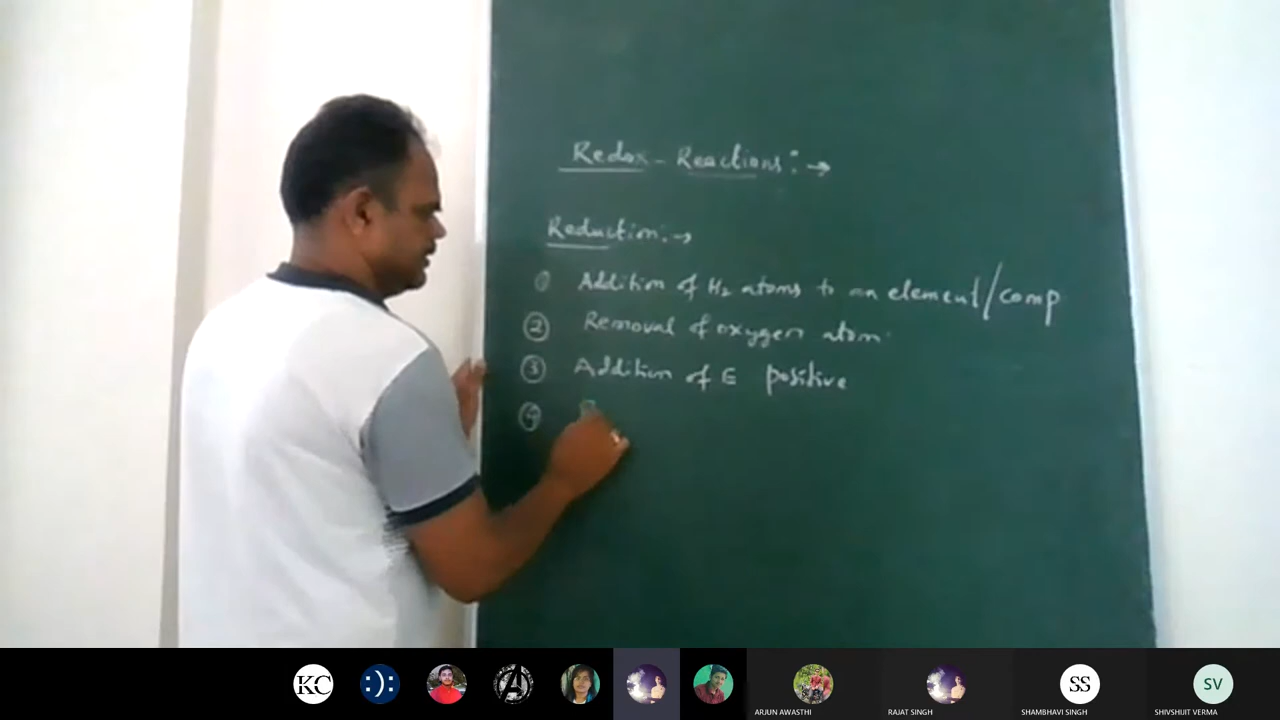 Redox - Reactions : →
Reduction : →
① Addition of H₂ atoms to an element/comp
② Removal of oxygen atom.
③ Addition of E positive
④ R
KC
:):
A
ARJUN AWASTHI
RAJAT SINGH
SS
SHAMBHAVI SINGH
SV
SHIVSHIJIT VERMA